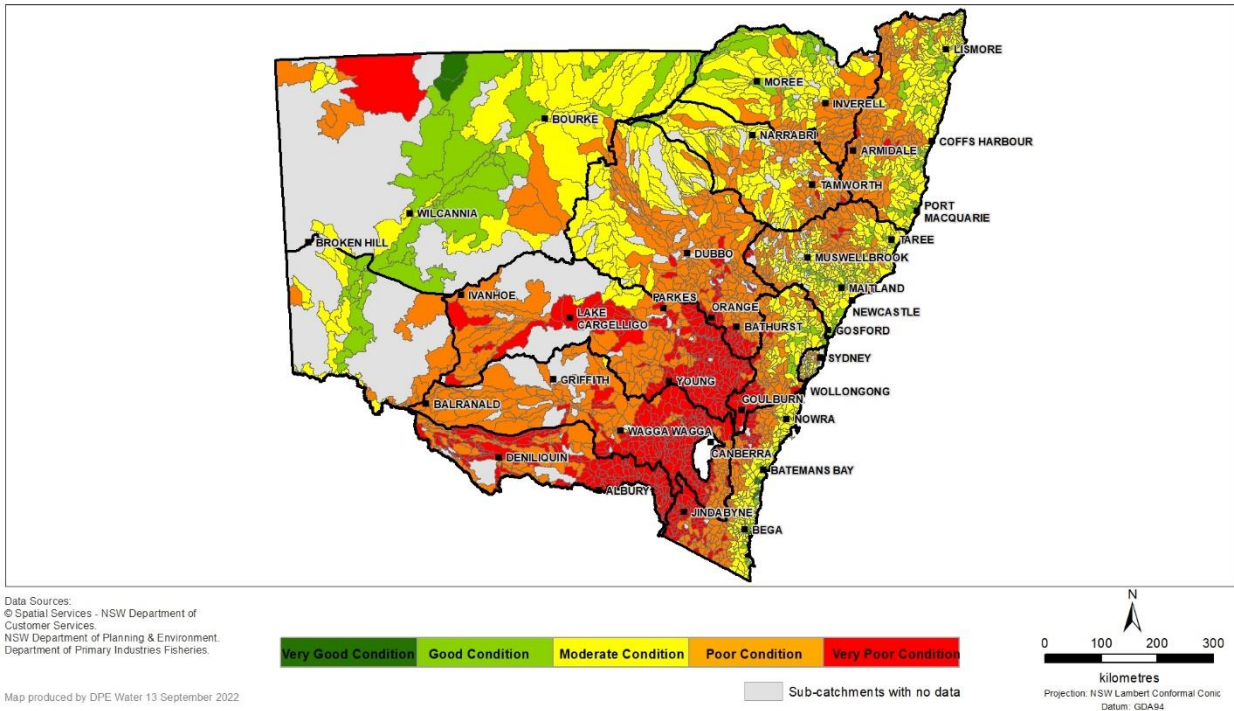 LISMORE
MOREE
INVERELL
BOURKE
NARRABRI
COFFS HARBOUR
ARMIDALE
TAMWORTH
WILCANNIA
PORT
MACQUARIE
BROKEN HILL
TAREE
DUBBO
MUSWELLBROOK
MAITLAND
IVANHOE
PARKES
ORANGE
NEWCASTLE
LAKE
CARGELLIGO
BATHURST
GOSFORD
SYDNEY
GRIFFITH
YOUNG
WOLLONGONG
BALRANALD
GOULBURN
NOWRA
WAGGA WAGGA
CANBERRA
DENILIQUIN
BATEMANS BAY
ALBURY
JINDABYNE
BEGA
Data Sources:
© Spatial Services - NSW Department of
Customer Services.
NSW Department of Planning & Environment.
Department of Primary Industries Fisheries.
Map produced by DPE Water 13 September 2022
Very Good Condition Good Condition Moderate Condition Poor Condition Very Poor Condition
Sub-catchments with no data
N
0 100 200 300
kilometres
Projection: NSW Lambert Conformal Conic
Datum: GDA94